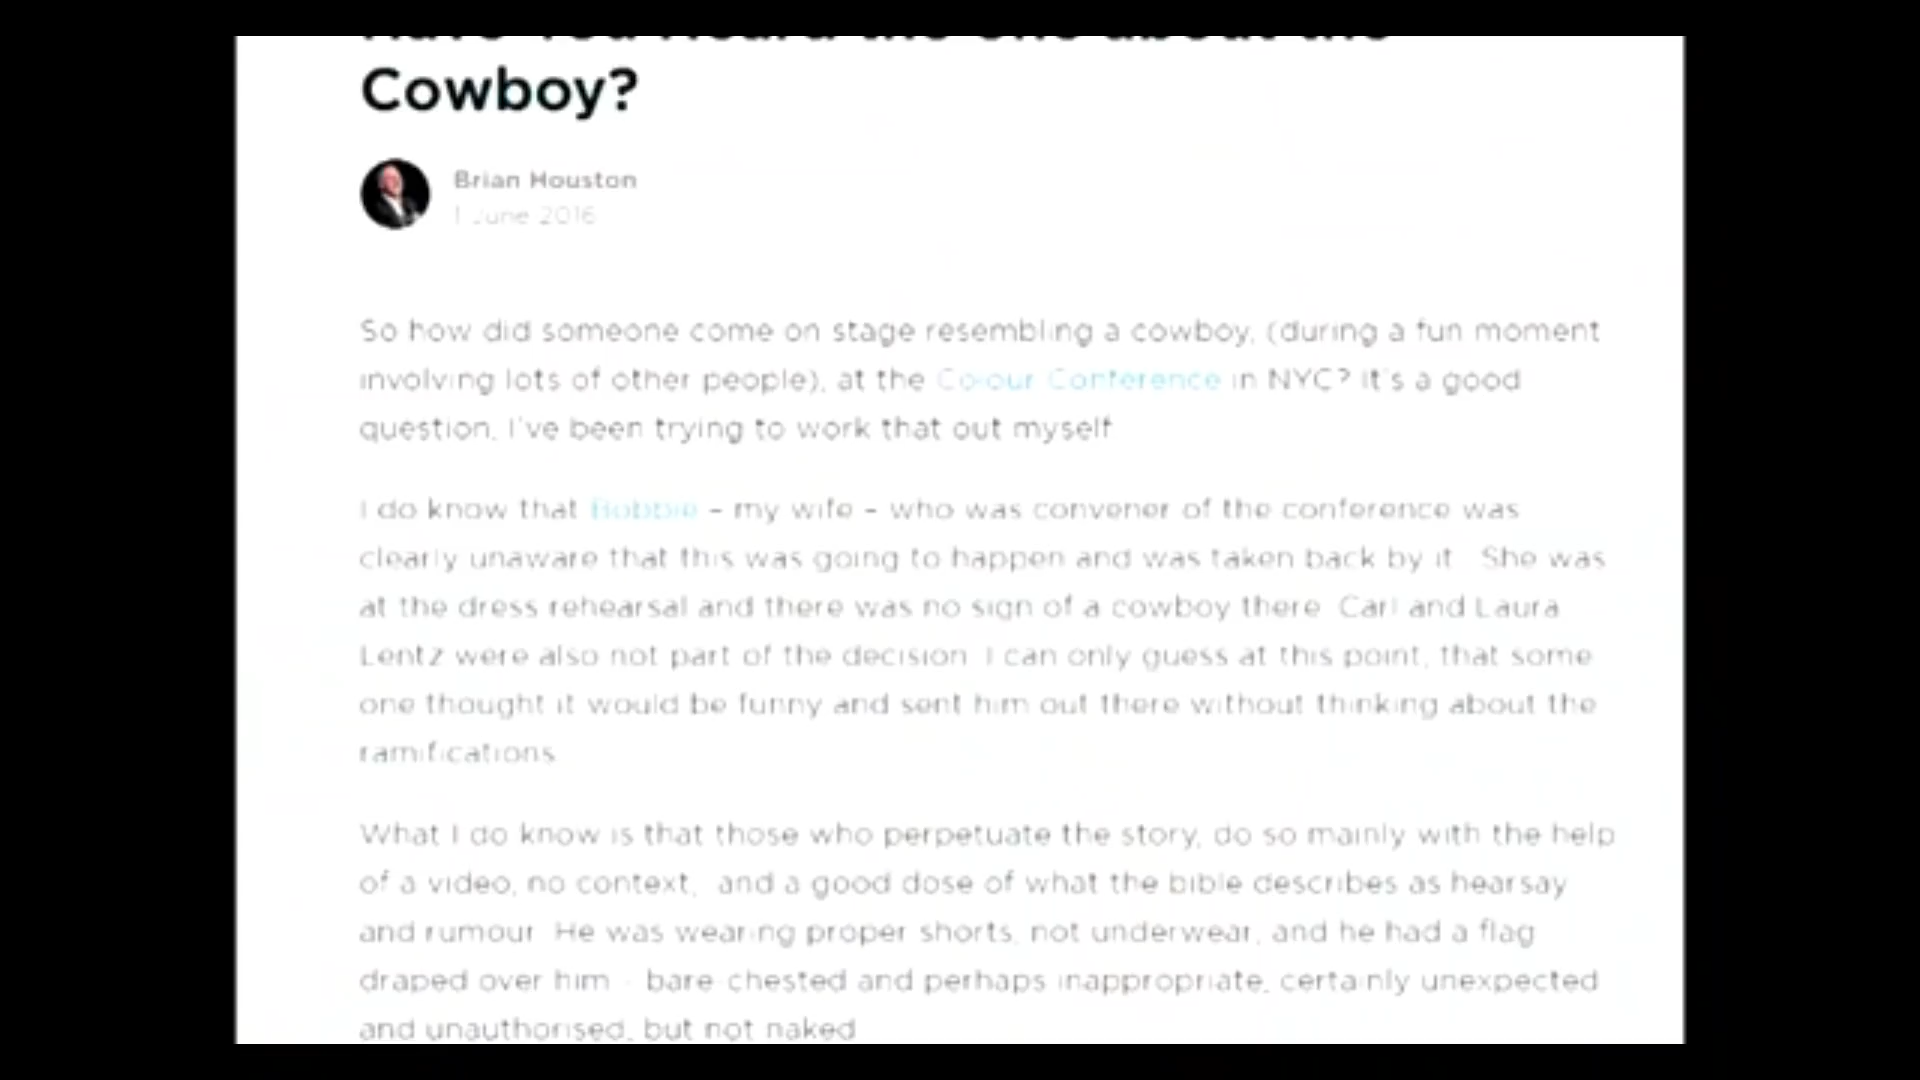 Have You Heard the One about the
Cowboy?
Brian Houston
1 June 2016
So how did someone come on stage resembling a cowboy, (during a fun moment
involving lots of other people), at the Colour Conference in NYC? It's a good
question, I've been trying to work that out myself
I do know that Bobbie – my wife – who was convener of the conference was
clearly unaware that this was going to happen and was taken back by it. She was
at the dress rehearsal and there was no sign of a cowboy there. Carl and Laura
Lentz were also not part of the decision. I can only guess at this point, that some
one thought it would be funny and sent him out there without thinking about the
ramifications.
What I do know is that those who perpetuate the story, do so mainly with the help
of a video, no context, and a good dose of what the bible describes as hearsay
and rumour. He was wearing proper shorts, not underwear, and he had a flag
draped over him - bare chested and perhaps inappropriate, certainly unexpected
and unauthorised, but not naked